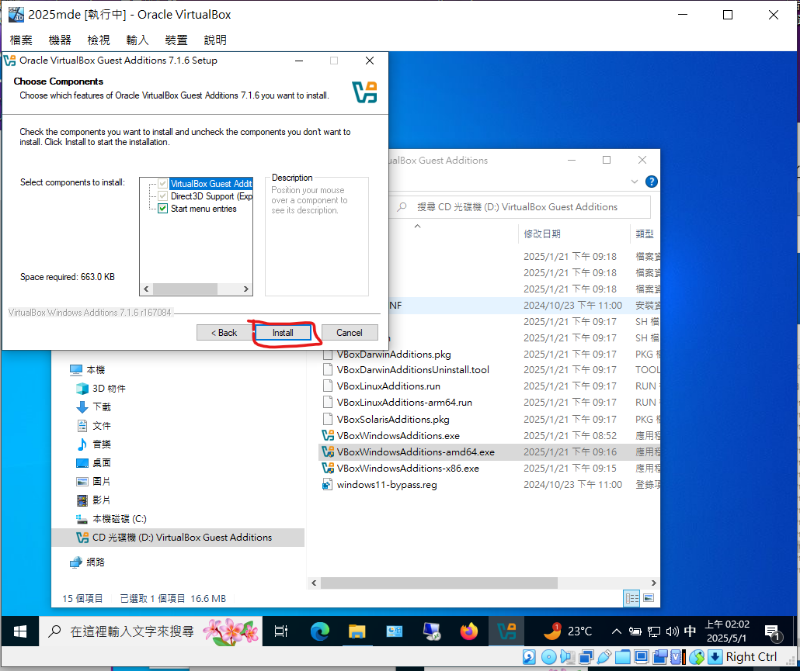 2025mde [執行中] - Oracle VirtualBox
檔案 機器 檢視 輸入 裝置 說明
Oracle VirtualBox Guest Additions 7.1.6 Setup
Choose Components
Choose which features of Oracle VirtualBox Guest Additions 7.1.6 you want to install.
Check the components you want to install and uncheck the components you don't want to
install. Click Install to start the installation.
Select components to install:
VirtualBox Guest Addit
Direct3D Support (Exp
Start menu entries
Description
Position your mouse
over a component to
see its description.
Space required: 663.0 KB
VirtualBox Windows Additions 7.1.6 r167084
< Back
Install
Cancel
ualBox Guest Additions
搜尋 CD 光碟機 (D:) VirtualBox Guest Additions
修改日期 類型
2025/1/21 下午 09:18 檔案資
2025/1/21 下午 09:18 檔案資
2025/1/21 下午 09:18 檔案資
NF 2024/10/23 下午 11:00 安裝資
2025/1/21 下午 09:17 SH 檔
2025/1/21 下午 09:17 SH 檔
VBoxDarwinAdditions.pkg 2025/1/21 下午 09:17 PKG
VBoxDarwinAdditionsUninstall.tool 2025/1/21 下午 09:17 TOOL
VBoxLinuxAdditions.run 2025/1/21 下午 09:17 RUN
VBoxLinuxAdditions-arm64.run 2025/1/21 下午 09:17 RUN
VBoxSolarisAdditions.pkg 2025/1/21 下午 09:17 PKG
VBoxWindowsAdditions.exe 2025/1/21 下午 08:52 應用程
VBoxWindowsAdditions-amd64.exe 2025/1/21 下午 09:16 應用程
VBoxWindowsAdditions-x86.exe 2025/1/21 下午 09:15 應用程
windows11-bypass.reg 2024/10/23 下午 11:00 登錄項
本機
3D 物件
下載
文件
音樂
桌面
圖片
影片
本機磁碟 (C:)
CD 光碟機 (D:) VirtualBox Guest Additions
網路
15 個項目 已選取 1 個項目 16.6 MB
在這裡輸入文字來搜尋
23°C
中
上午 02:02
2025/5/1
1
Right Ctrl